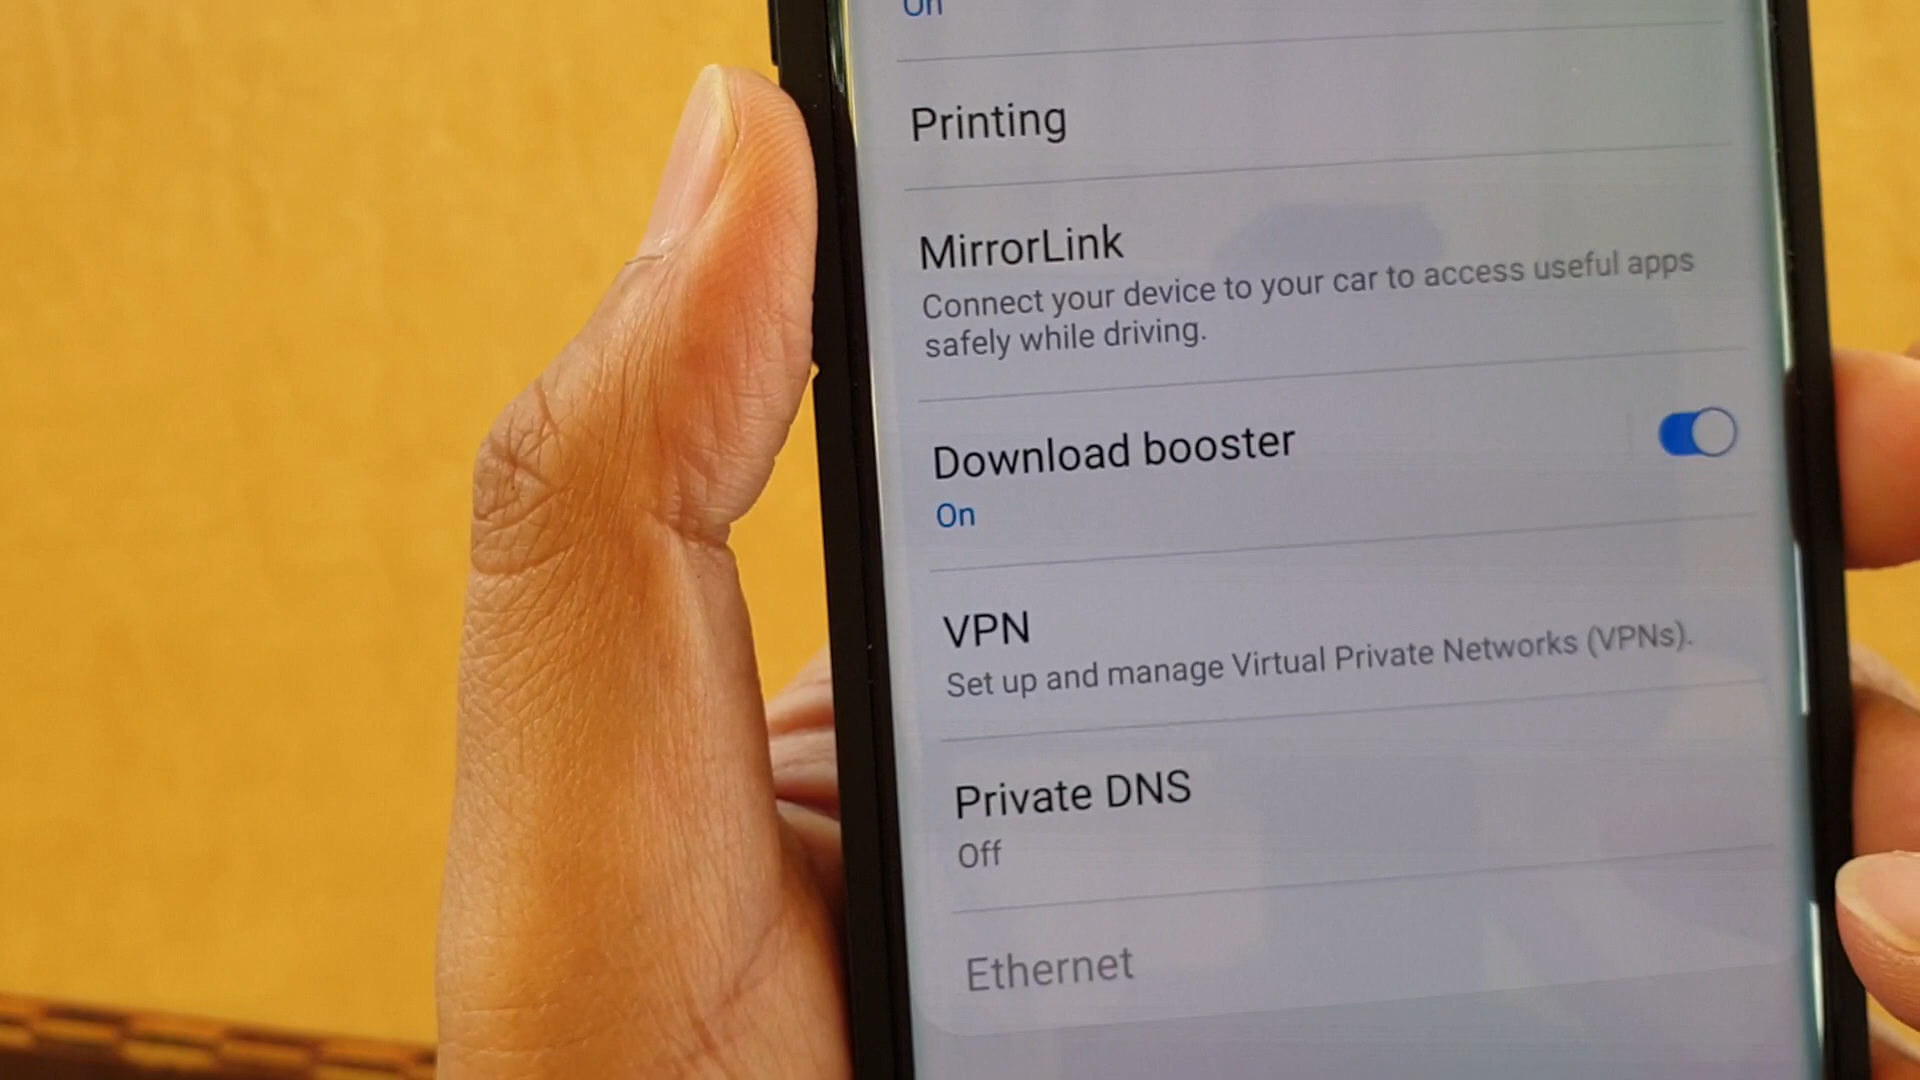 On
Printing
MirrorLink
Connect your device to your car to access useful apps
safely while driving.
Download booster
On
VPN
Set up and manage Virtual Private Networks (VPNs).
Private DNS
Off
Ethernet